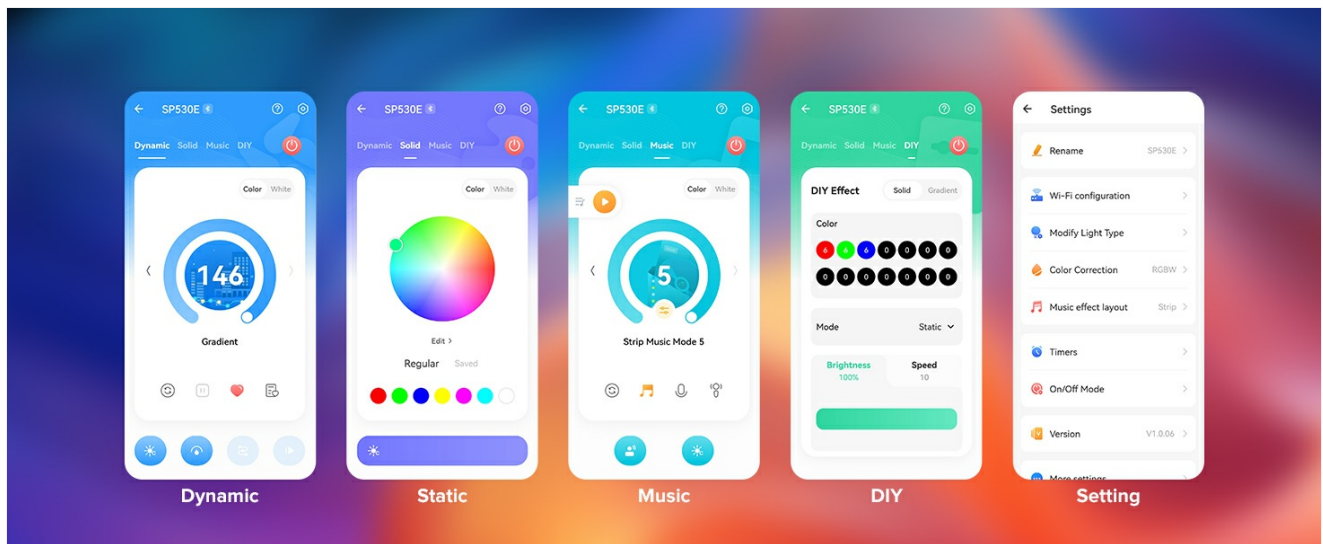 SP530E
Dynamic Solid Music DIY
Color White
146
Gradient
Dynamic
SP530E
Dynamic Solid Music DIY
Color White
Edit >
Regular Saved
Static
SP530E
Dynamic Solid Music DIY
Color White
5
Strip Music Mode 5
Music
SP530E
Dynamic Solid Music DIY
DIY Effect Solid Gradient
Color
6 6 6 0 0 0 0
0 0 0 0 0 0 0
Mode Static
Brightness Speed
100% 10
DIY
Settings
Rename SP530E >
Wi-Fi configuration >
Modify Light Type >
Color Correction RGBW >
Music effect layout Strip >
Timers >
On/Off Mode >
Version V1.0.06 >
More settings
Setting